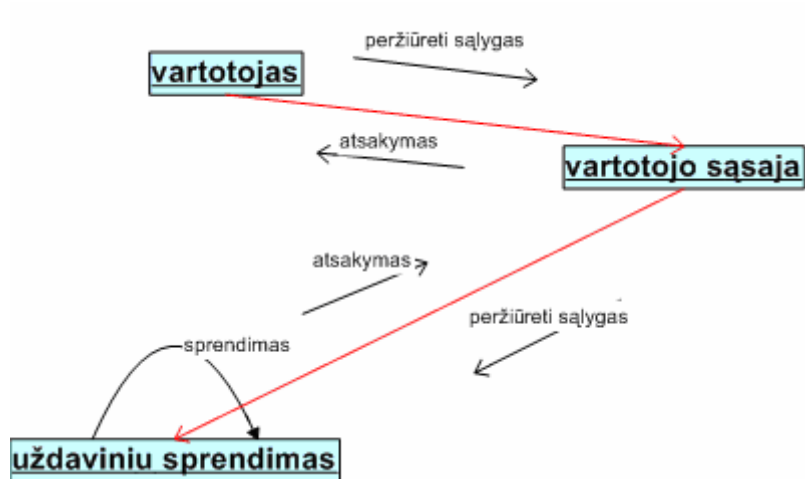 peržiūreti sąlygas
vartotojas
atsakymas
vartotojo sąsaja
atsakymas
peržiūreti sąlygas
sprendimas
uždaviniu sprendimas